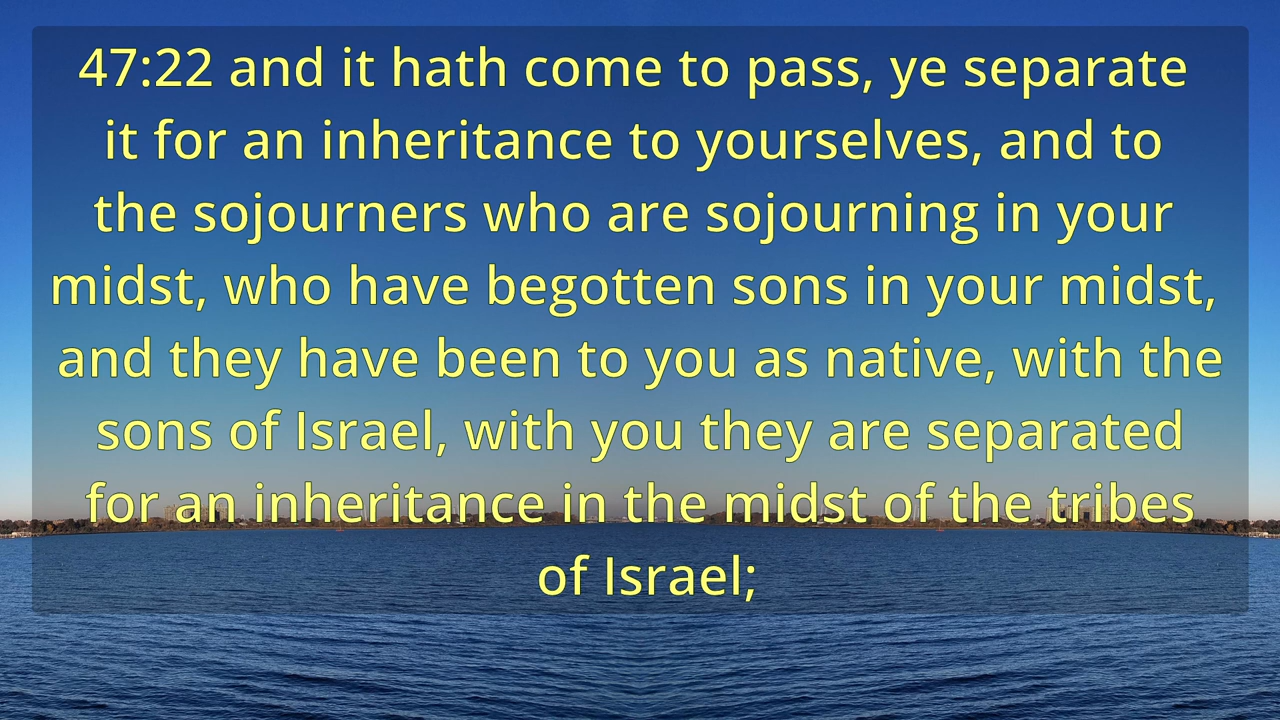 47:22 and it hath come to pass, ye separate
it for an inheritance to yourselves, and to
the sojourners who are sojourning in your
midst, who have begotten sons in your midst,
and they have been to you as native, with the
sons of Israel, with you they are separated
for an inheritance in the midst of the tribes
of Israel;